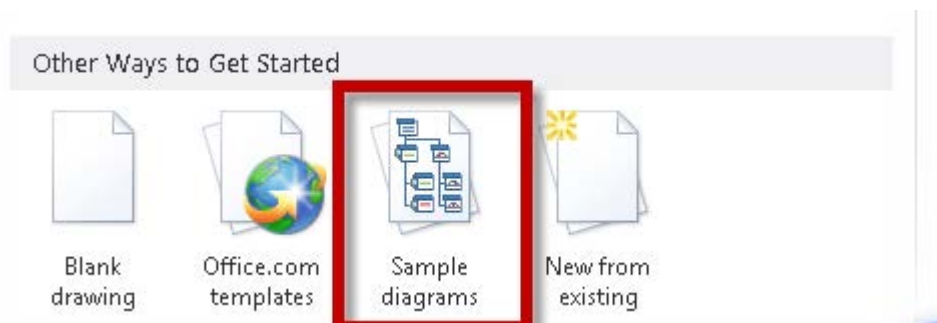 Other Ways to Get Started
Blank drawing
Office.com templates
Sample diagrams
New from existing